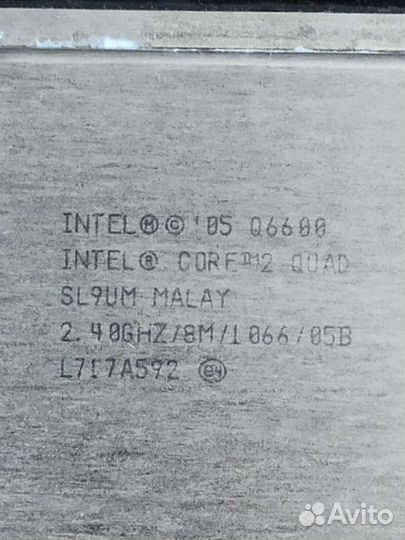 INTEL Ⓜ © '05 Q6600
INTEL® CORE™2 QUAD
SL9UM MALAY
2.40GHZ/8M/1066/05B
L717A592 e4
Avito